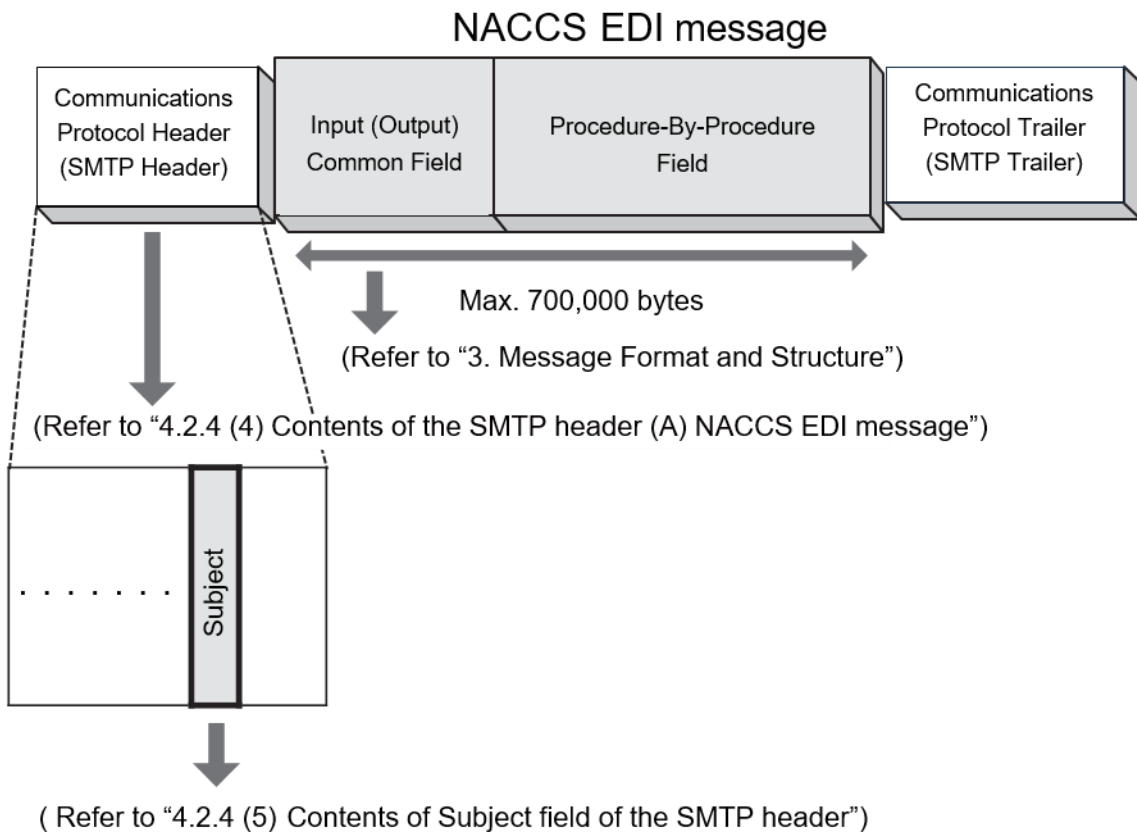 NACCS EDI message
Communications
Protocol Header
(SMTP Header)
Input (Output)
Common Field
Procedure-By-Procedure
Field
Communications
Protocol Trailer
(SMTP Trailer)
Max. 700,000 bytes
(Refer to “3. Message Format and Structure”)
(Refer to “4.2.4 (4) Contents of the SMTP header (A) NACCS EDI message”)
. . . . . . .
Subject
( Refer to “4.2.4 (5) Contents of Subject field of the SMTP header”)